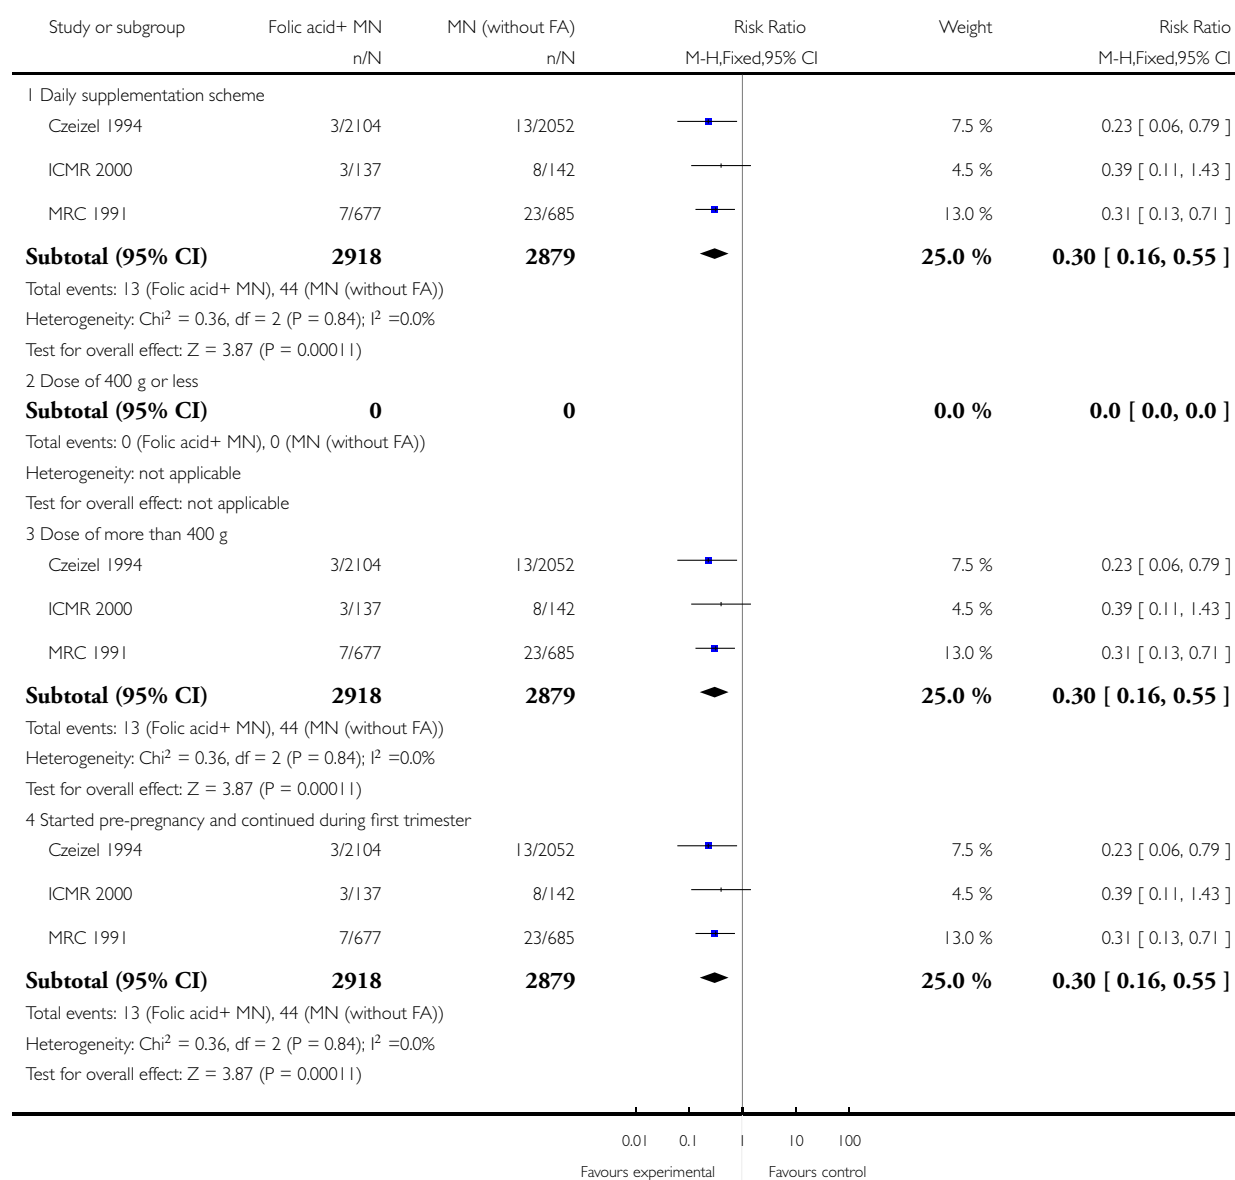 Study or subgroup Folic acid+ MN MN (without FA) Risk Ratio Weight Risk Ratio
n/N n/N M-H,Fixed,95% CI M-H,Fixed,95% CI
1 Daily supplementation scheme
Czeizel 1994 3/2104 13/2052 7.5 % 0.23 [ 0.06, 0.79 ]
ICMR 2000 3/137 8/142 4.5 % 0.39 [ 0.11, 1.43 ]
MRC 1991 7/677 23/685 13.0 % 0.31 [ 0.13, 0.71 ]
Subtotal (95% CI) 2918 2879 25.0 % 0.30 [ 0.16, 0.55 ]
Total events: 13 (Folic acid+ MN), 44 (MN (without FA))
Heterogeneity: Chi² = 0.36, df = 2 (P = 0.84); I² =0.0%
Test for overall effect: Z = 3.87 (P = 0.00011)
2 Dose of 400 g or less
Subtotal (95% CI) 0 0 0.0 % 0.0 [ 0.0, 0.0 ]
Total events: 0 (Folic acid+ MN), 0 (MN (without FA))
Heterogeneity: not applicable
Test for overall effect: not applicable
3 Dose of more than 400 g
Czeizel 1994 3/2104 13/2052 7.5 % 0.23 [ 0.06, 0.79 ]
ICMR 2000 3/137 8/142 4.5 % 0.39 [ 0.11, 1.43 ]
MRC 1991 7/677 23/685 13.0 % 0.31 [ 0.13, 0.71 ]
Subtotal (95% CI) 2918 2879 25.0 % 0.30 [ 0.16, 0.55 ]
Total events: 13 (Folic acid+ MN), 44 (MN (without FA))
Heterogeneity: Chi² = 0.36, df = 2 (P = 0.84); I² =0.0%
Test for overall effect: Z = 3.87 (P = 0.00011)
4 Started pre-pregnancy and continued during first trimester
Czeizel 1994 3/2104 13/2052 7.5 % 0.23 [ 0.06, 0.79 ]
ICMR 2000 3/137 8/142 4.5 % 0.39 [ 0.11, 1.43 ]
MRC 1991 7/677 23/685 13.0 % 0.31 [ 0.13, 0.71 ]
Subtotal (95% CI) 2918 2879 25.0 % 0.30 [ 0.16, 0.55 ]
Total events: 13 (Folic acid+ MN), 44 (MN (without FA))
Heterogeneity: Chi² = 0.36, df = 2 (P = 0.84); I² =0.0%
Test for overall effect: Z = 3.87 (P = 0.00011)
0.01 0.1 1 10 100
Favours experimental Favours control